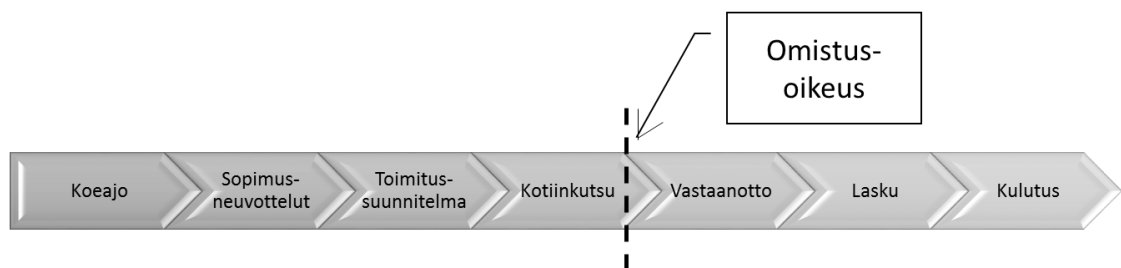 Omistus-
oikeus
Koeajo
Sopimus-
neuvottelut
Toimitus-
suunnitelma
Kotiinkutsu
Vastaanotto
Lasku
Kulutus